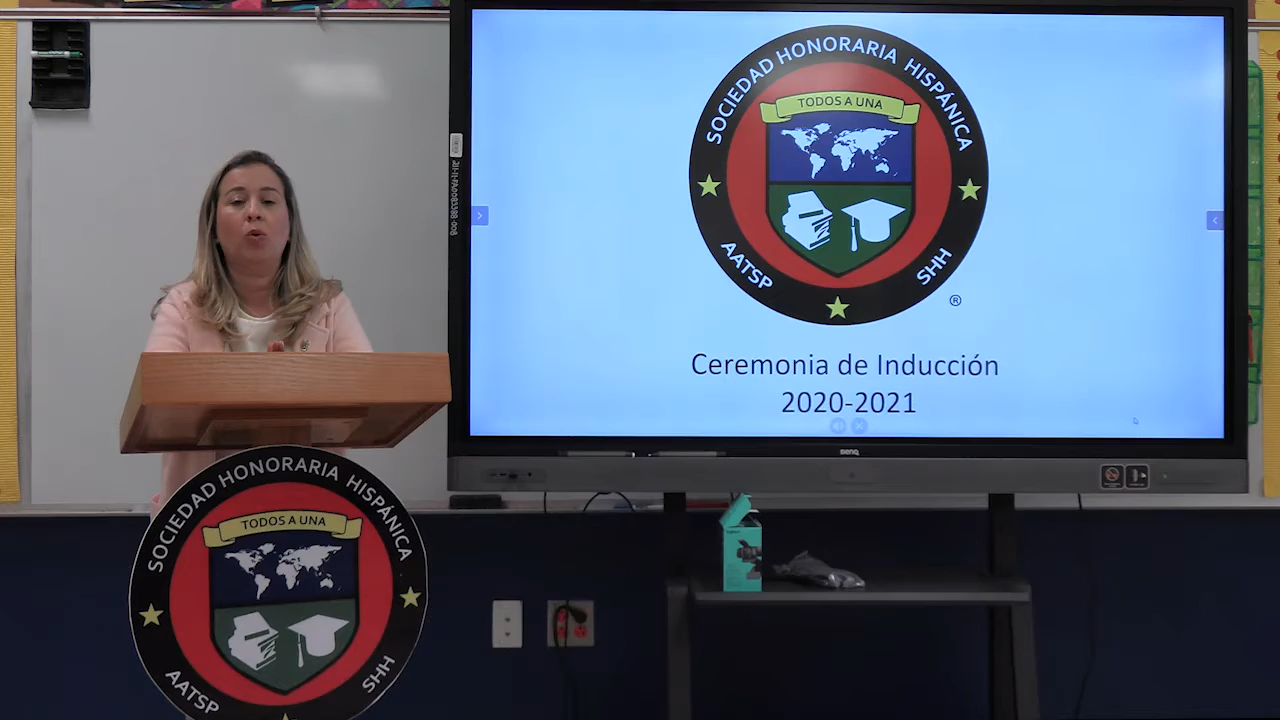 SOCIEDAD HONORARIA HISPÁNICA
TODOS A UNA
AATSP
SHH
®
Ceremonia de Inducción
2020-2021
BenQ
SOCIEDAD HONORARIA HISPÁNICA
TODOS A UNA
AATSP
SHH